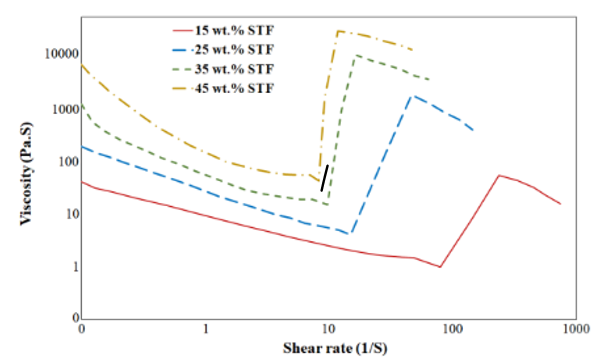 15 wt.% STF
25 wt.% STF
35 wt.% STF
45 wt.% STF
Viscosity (Pa.S)
10000
1000
100
10
1
0
0 1 10 100 1000
Shear rate (1/S)